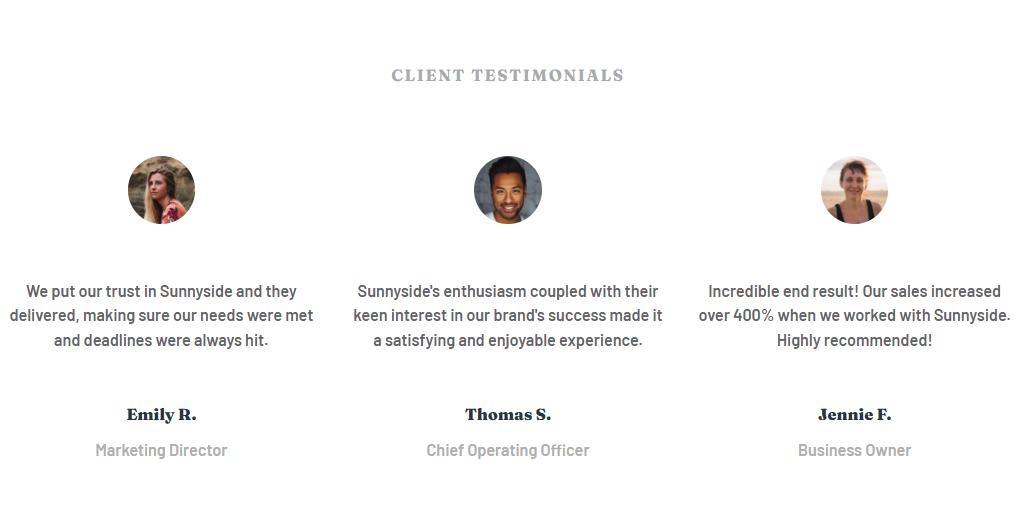 CLIENT TESTIMONIALS
We put our trust in Sunnyside and they
delivered, making sure our needs were met
and deadlines were always hit.
Emily R.
Marketing Director
Sunnyside's enthusiasm coupled with their
keen interest in our brand's success made it
a satisfying and enjoyable experience.
Thomas S.
Chief Operating Officer
Incredible end result! Our sales increased
over 400% when we worked with Sunnyside.
Highly recommended!
Jennie F.
Business Owner